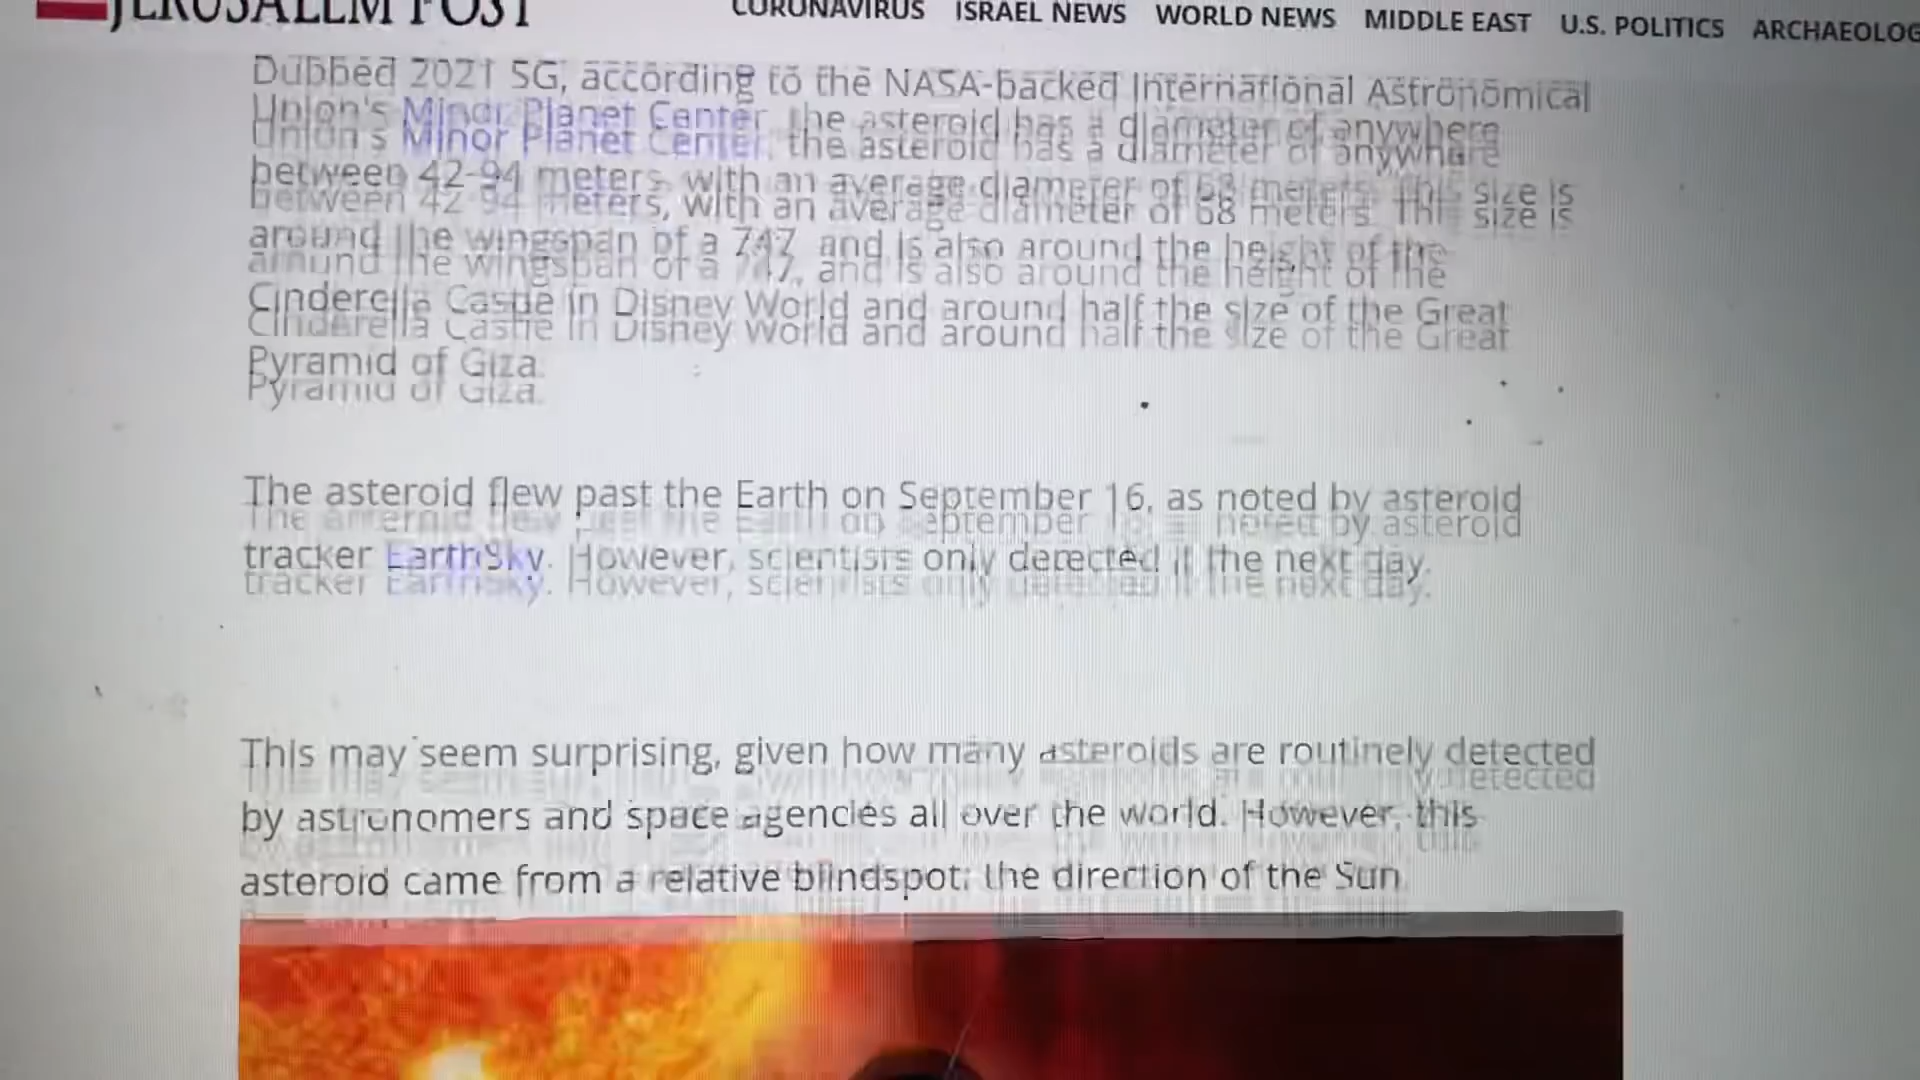 JERUSALEM POST
CORONAVIRUS ISRAEL NEWS WORLD NEWS MIDDLE EAST U.S. POLITICS ARCHAEOLOG
Dubbed 2021 SG, according to the NASA-backed International Astronomical
Union's Minor Planet Center, the asteroid has a diameter of anywhere
between 42-94 meters, with an average diameter of 68 meters. This size is
around the wingspan of a 747, and is also around the height of the
Cinderella Castle in Disney World and around half the size of the Great
Pyramid of Giza.
The asteroid flew past the Earth on September 16, as noted by asteroid
tracker EarthSky. However, scientists only detected it the next day.
This may seem surprising, given how many asteroids are routinely detected
by astronomers and space agencies all over the world. However, this
asteroid came from a relative blindspot: the direction of the Sun.